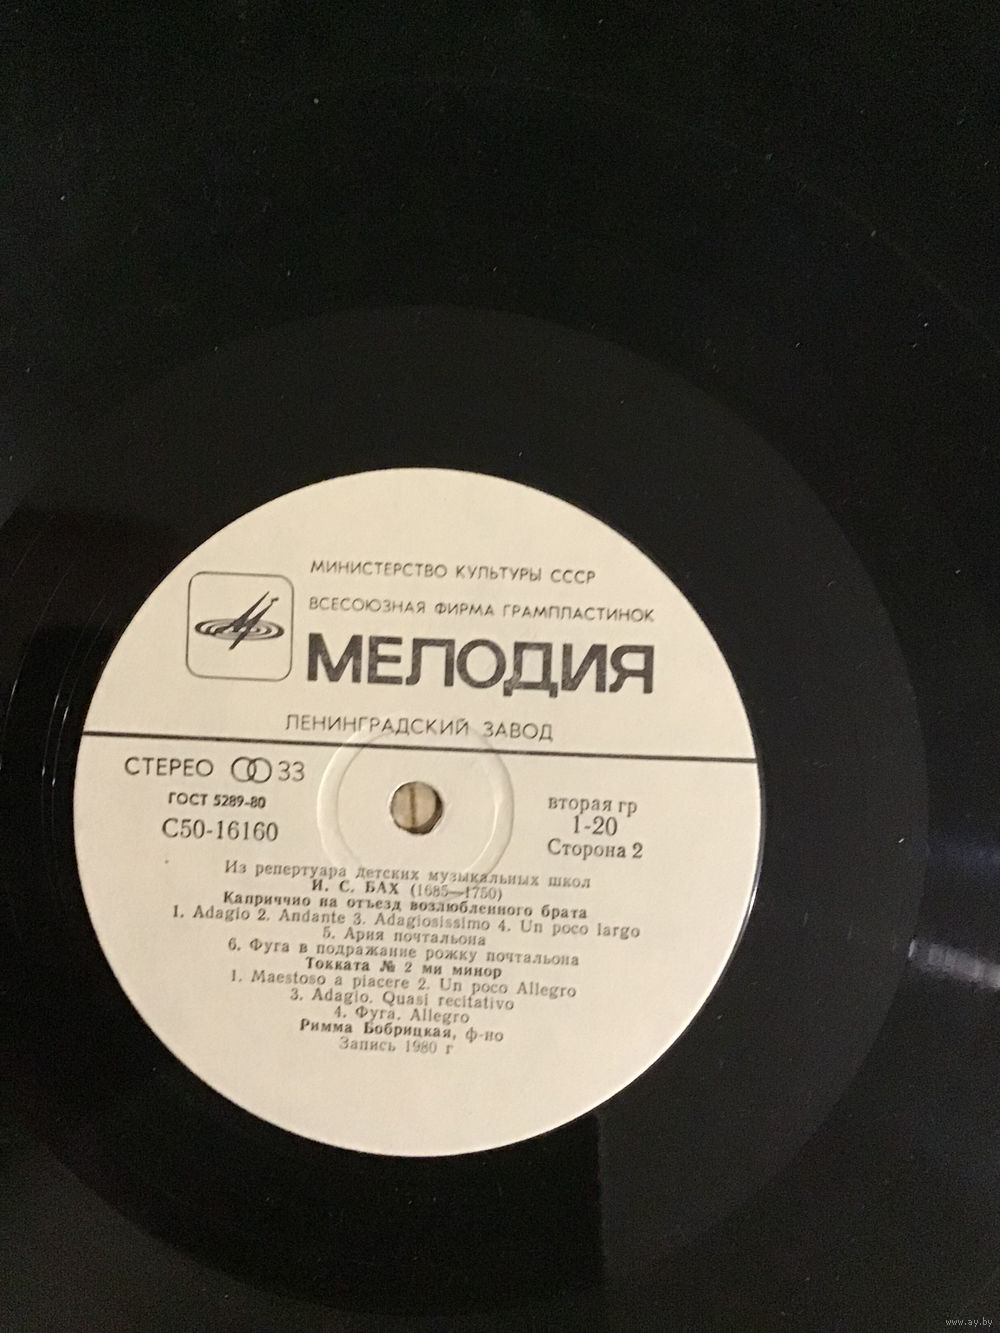 МИНИСТЕРСТВО КУЛЬТУРЫ СССР
ВСЕСОЮЗНАЯ ФИРМА ГРАМПЛАСТИНОК
МЕЛОДИЯ
ЛЕНИНГРАДСКИЙ ЗАВОД
СТЕРЕО 33
ГОСТ 5289-80
С50-16160
вторая гр
1-20
Сторона 2
Из репертуара детских музыкальных школ
И. С. БАХ (1685—1750)
Каприччио на отъезд возлюбленного брата
1. Adagio 2. Andante 3. Adagiosissimo 4. Un poco largo
5. Ария почтальона
6. Фуга в подражание рожку почтальона
Токката № 2 ми минор
1. Maestoso a piacere 2. Un poco Allegro
3. Adagio. Quasi recitativo
4. Фуга. Allegro
Римма Бобрицкая, ф-но
Запись 1980 г
www.ay.by